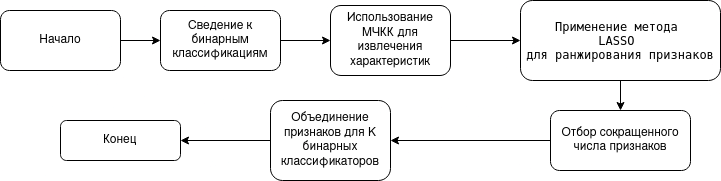 Начало
Сведение к
бинарным
классификациям
Использование
МЧКК для
извлечения
характеристик
Применение метода
LASSO
для ранжирования признаков
Отбор сокращенного
числа признаков
Объединение
признаков для K
бинарных
классификаторов
Конец